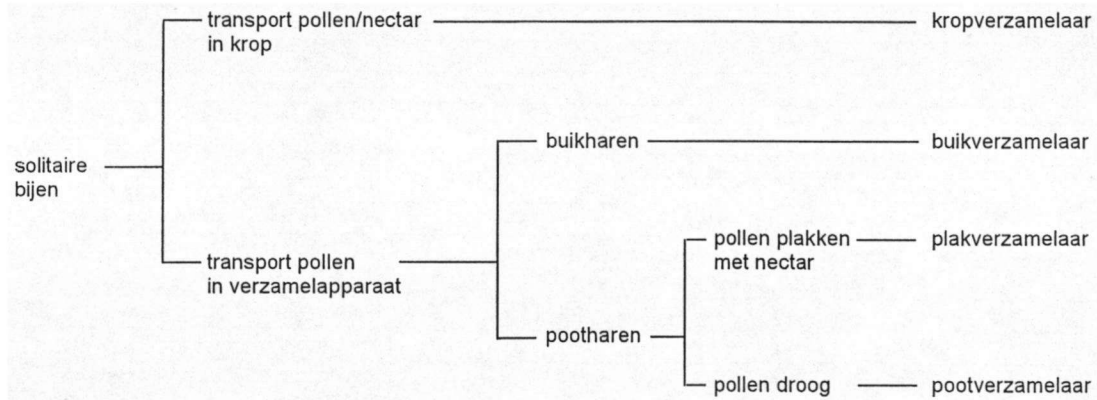 transport pollen/nectar
in krop
kropverzamelaar
buikharen
buikverzamelaar
solitaire
bijen
pollen plakken
met nectar
plakverzamelaar
transport pollen
in verzamelapparaat
pootharen
pollen droog
pootverzamelaar